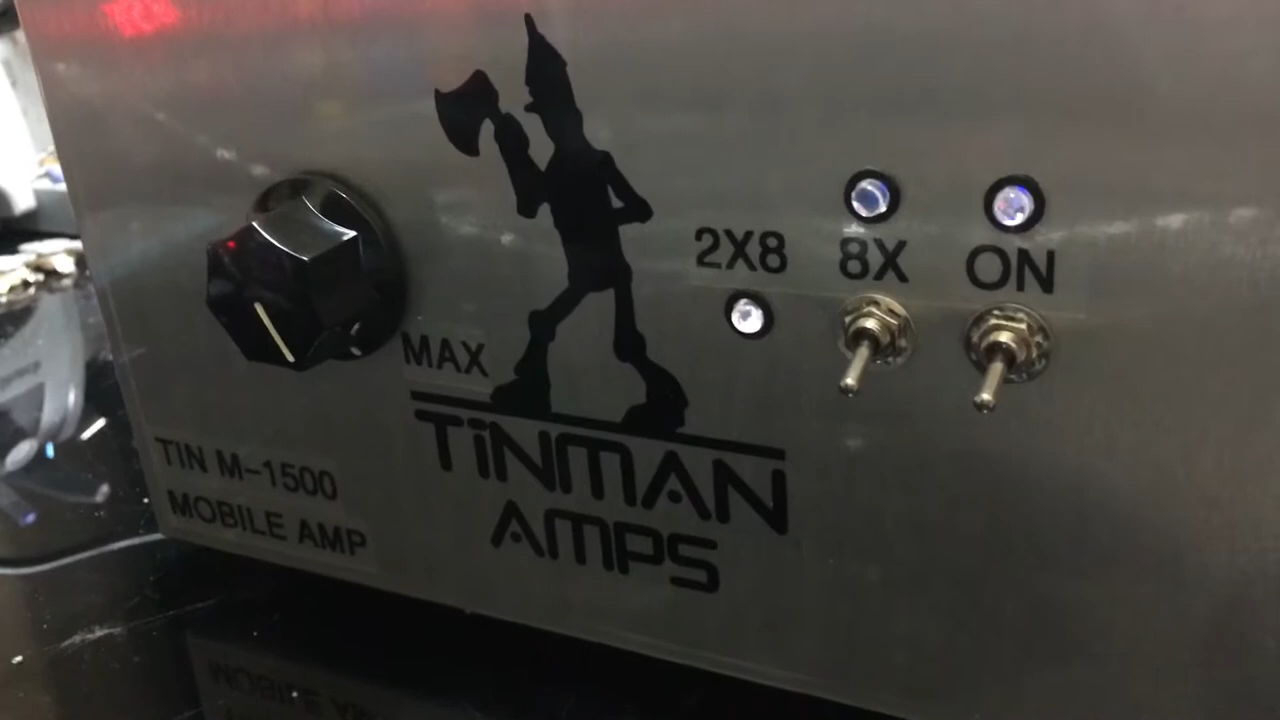 2X8
8X
ON
MAX
TiNMAN
AMPS
TIN M-1500
MOBILE AMP